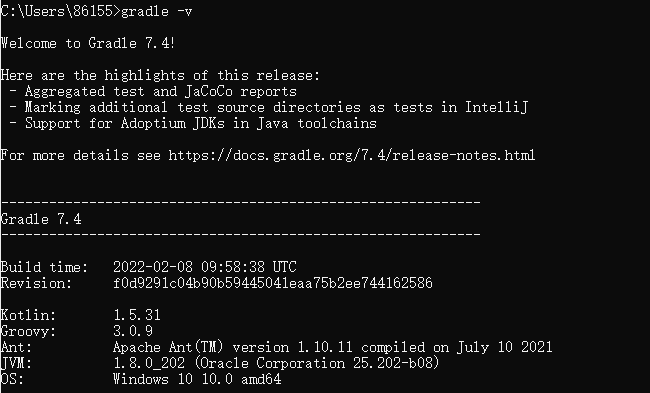 C:\Users\86155>gradle -v
Welcome to Gradle 7.4!
Here are the highlights of this release:
- Aggregated test and JaCoCo reports
- Marking additional test source directories as tests in IntelliJ
- Support for Adoptium JDKs in Java toolchains
For more details see https://docs.gradle.org/7.4/release-notes.html
------------------------------------------------------------
Gradle 7.4
------------------------------------------------------------
Build time:   2022-02-08 09:58:38 UTC
Revision:     f0d9291c04b90b59445041eaa75b2ee744162586
Kotlin:       1.5.31
Groovy:       3.0.9
Ant:          Apache Ant(TM) version 1.10.11 compiled on July 10 2021
JVM:          1.8.0_202 (Oracle Corporation 25.202-b08)
OS:           Windows 10 10.0 amd64